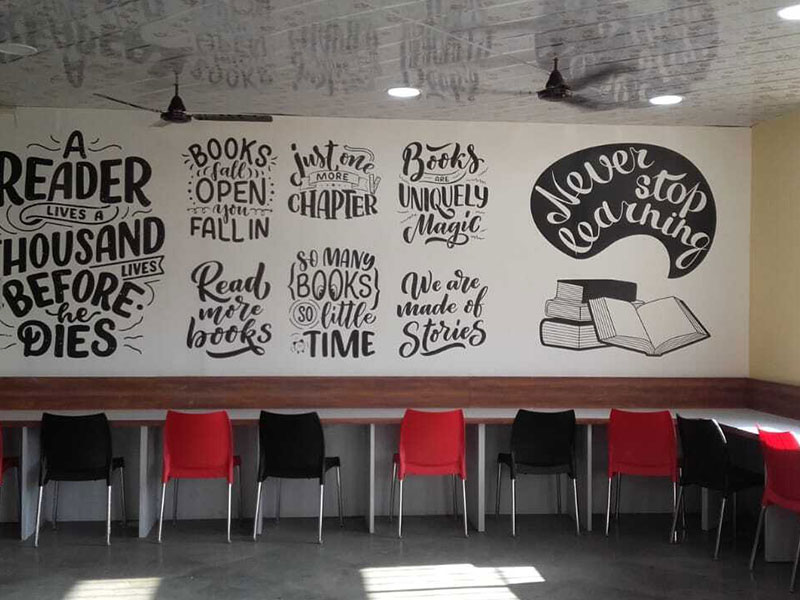 A
READER
LIVES A
THOUSAND
LIVES
BEFORE
he
DIES
BOOKS
fall
OPEN
you
FALL IN
Read
more
books
just one
MORE
CHAPTER
SO MANY
BOOKS
SO little
TIME
Books
ARE
UNIQUELY
Magic
We are
made of
Stories
Never
stop
learning